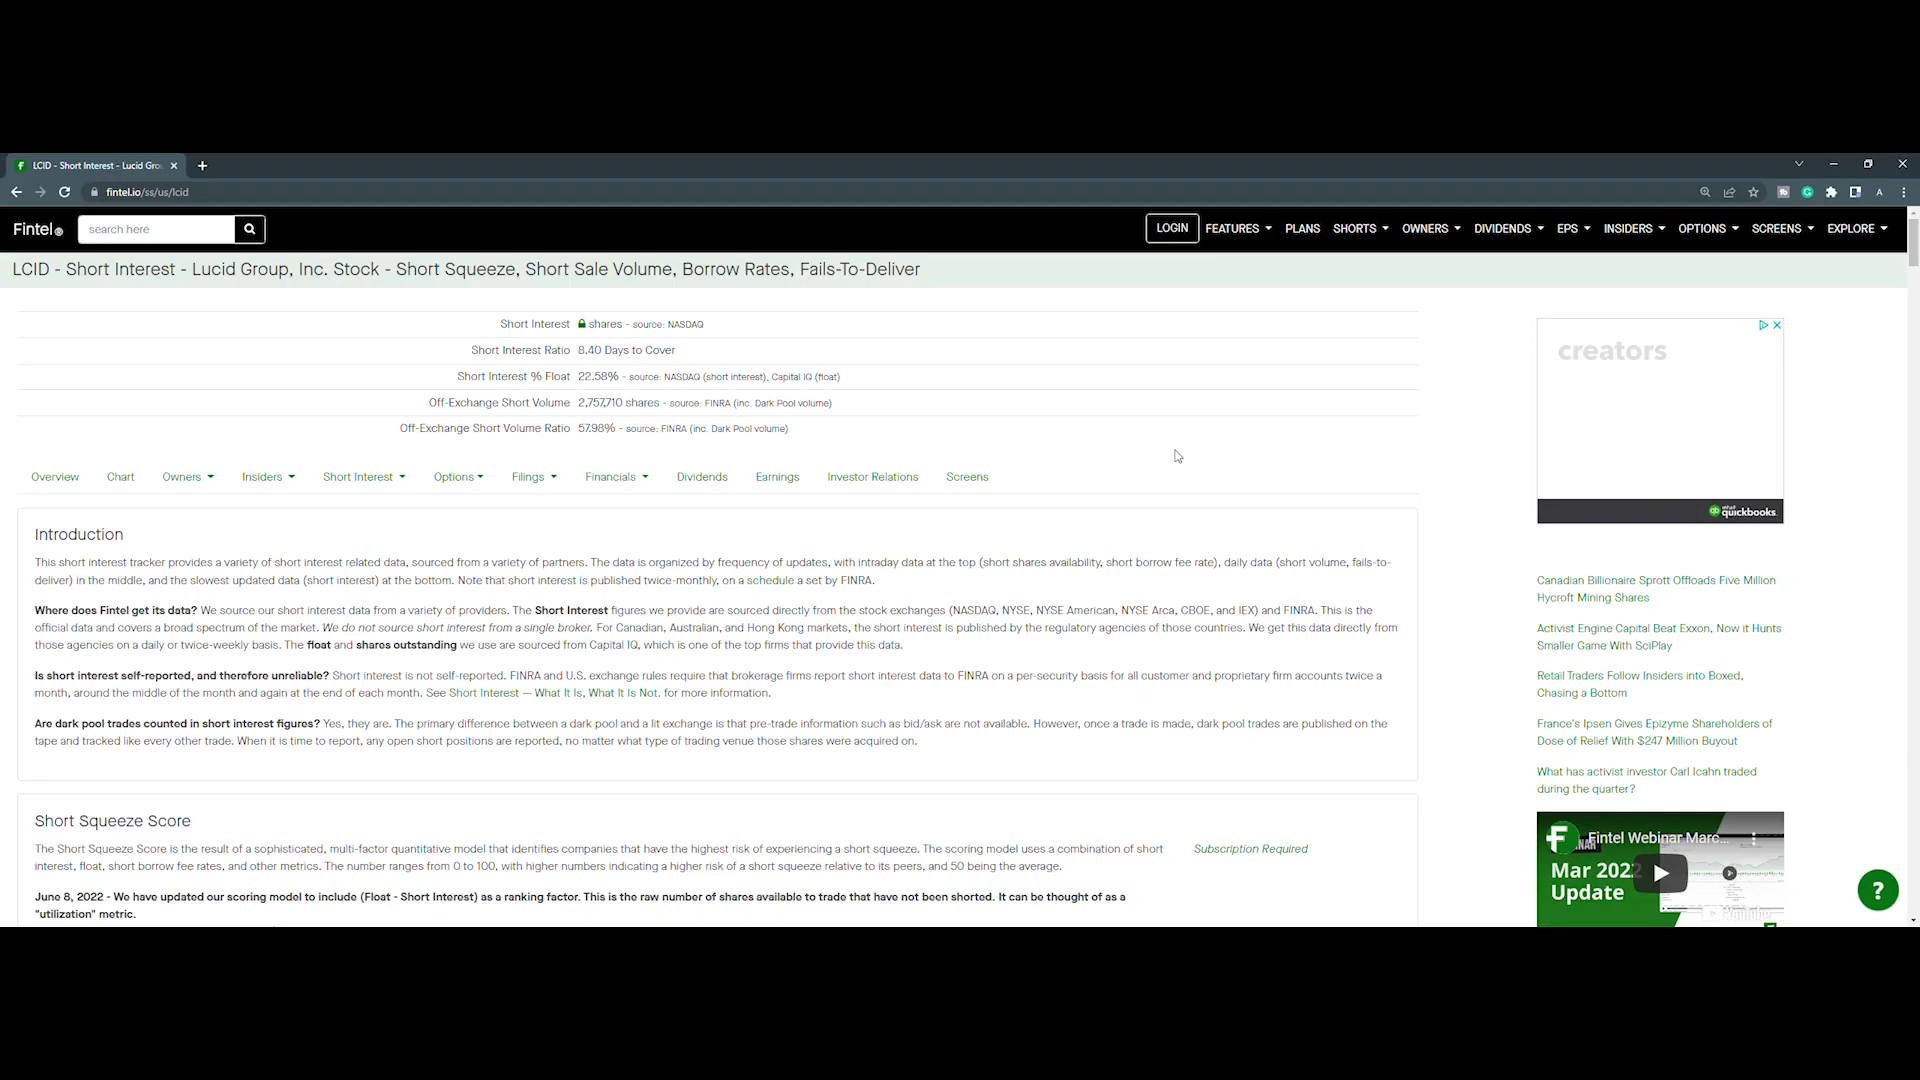 LCID - Short Interest - Lucid Gro
fintel.io/ss/us/lcid
A
Fintel®
search here
LOGIN FEATURES PLANS SHORTS OWNERS DIVIDENDS EPS INSIDERS OPTIONS SCREENS EXPLORE
LCID - Short Interest - Lucid Group, Inc. Stock - Short Squeeze, Short Sale Volume, Borrow Rates, Fails-To-Deliver
Short Interest shares - source: NASDAQ
Short Interest Ratio 8.40 Days to Cover
Short Interest % Float 22.58% - source: NASDAQ (short interest), Capital IQ (float)
Off-Exchange Short Volume 2,757,710 shares - source: FINRA (inc. Dark Pool volume)
Off-Exchange Short Volume Ratio 57.98% - source: FINRA (inc. Dark Pool volume)
Overview Chart Owners Insiders Short Interest Options Filings Financials Dividends Earnings Investor Relations Screens
Introduction
This short interest tracker provides a variety of short interest related data, sourced from a variety of partners. The data is organized by frequency of updates, with intraday data at the top (short shares availability, short borrow fee rate), daily data (short volume, fails-to-
deliver) in the middle, and the slowest updated data (short interest) at the bottom. Note that short interest is published twice-monthly, on a schedule a set by FINRA.
Where does Fintel get its data? We source our short interest data from a variety of providers. The Short Interest figures we provide are sourced directly from the stock exchanges (NASDAQ, NYSE, NYSE American, NYSE Arca, CBOE, and IEX) and FINRA. This is the
official data and covers a broad spectrum of the market. We do not source short interest from a single broker. For Canadian, Australian, and Hong Kong markets, the short interest is published by the regulatory agencies of those countries. We get this data directly from
those agencies on a daily or twice-weekly basis. The float and shares outstanding we use are sourced from Capital IQ, which is one of the top firms that provide this data.
Is short interest self-reported, and therefore unreliable? Short interest is not self-reported. FINRA and U.S. exchange rules require that brokerage firms report short interest data to FINRA on a per-security basis for all customer and proprietary firm accounts twice a
month, around the middle of the month and again at the end of each month. See Short Interest — What It Is, What It Is Not. for more information.
Are dark pool trades counted in short interest figures? Yes, they are. The primary difference between a dark pool and a lit exchange is that pre-trade information such as bid/ask are not available. However, once a trade is made, dark pool trades are published on the
tape and tracked like every other trade. When it is time to report, any open short positions are reported, no matter what type of trading venue those shares were acquired on.
Short Squeeze Score
The Short Squeeze Score is the result of a sophisticated, multi-factor quantitative model that identifies companies that have the highest risk of experiencing a short squeeze. The scoring model uses a combination of short
interest, float, short borrow fee rates, and other metrics. The number ranges from 0 to 100, with higher numbers indicating a higher risk of a short squeeze relative to its peers, and 50 being the average.
Subscription Required
June 8, 2022 - We have updated our scoring model to include (Float - Short Interest) as a ranking factor. This is the raw number of shares available to trade that have not been shorted. It can be thought of as a
"utilization" metric.
creators
quickbooks
Canadian Billionaire Sprott Offloads Five Million
Hycroft Mining Shares
Activist Engine Capital Beat Exxon, Now it Hunts
Smaller Game With SciPlay
Retail Traders Follow Insiders into Boxed,
Chasing a Bottom
France's Ipsen Gives Epizyme Shareholders of
Dose of Relief With $247 Million Buyout
What has activist investor Carl Icahn traded
during the quarter?
Fintel Webinar Marc...
Mar 2022
Update
?